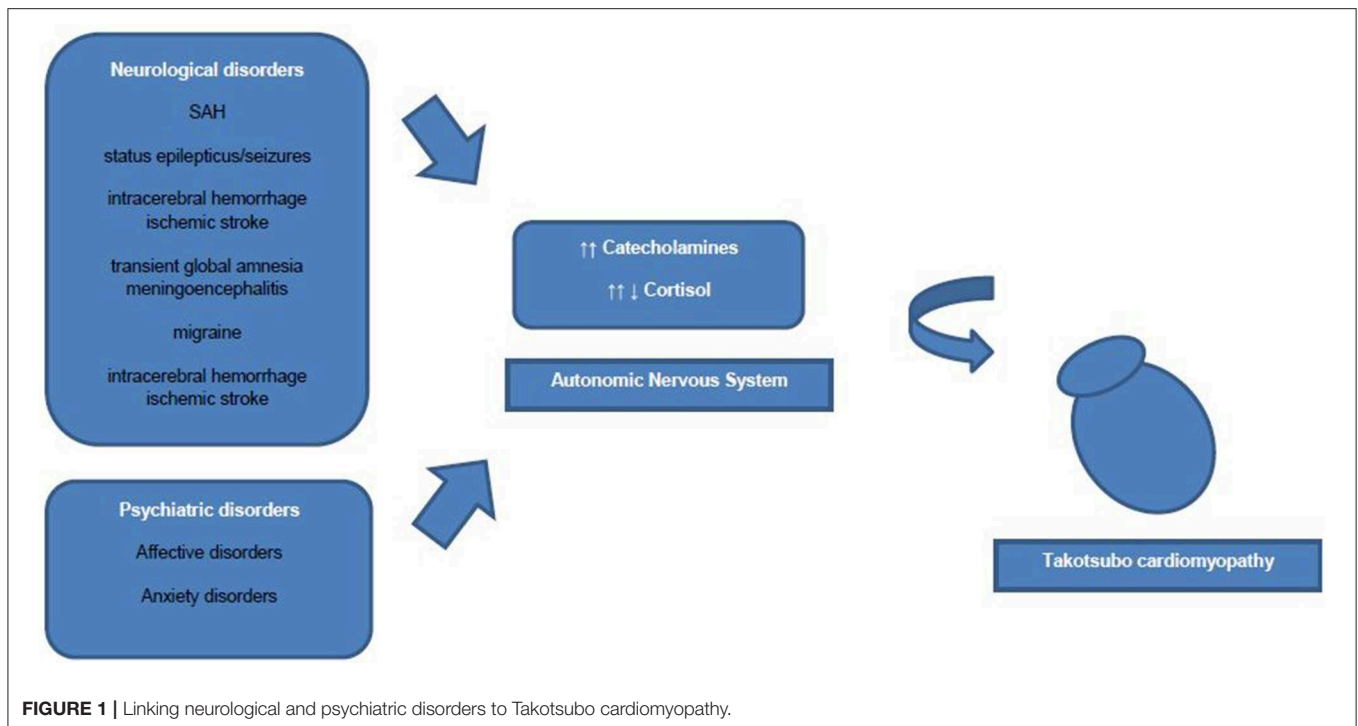 Neurological disorders
SAH
status epilepticus/seizures
intracerebral hemorrhage
ischemic stroke
transient global amnesia
meningoencephalitis
migraine
intracerebral hemorrhage
ischemic stroke
Psychiatric disorders
Affective disorders
Anxiety disorders
↑↑ Catecholamines
↑↑ ↓ Cortisol
Autonomic Nervous System
Takotsubo cardiomyopathy
FIGURE 1 | Linking neurological and psychiatric disorders to Takotsubo cardiomyopathy.